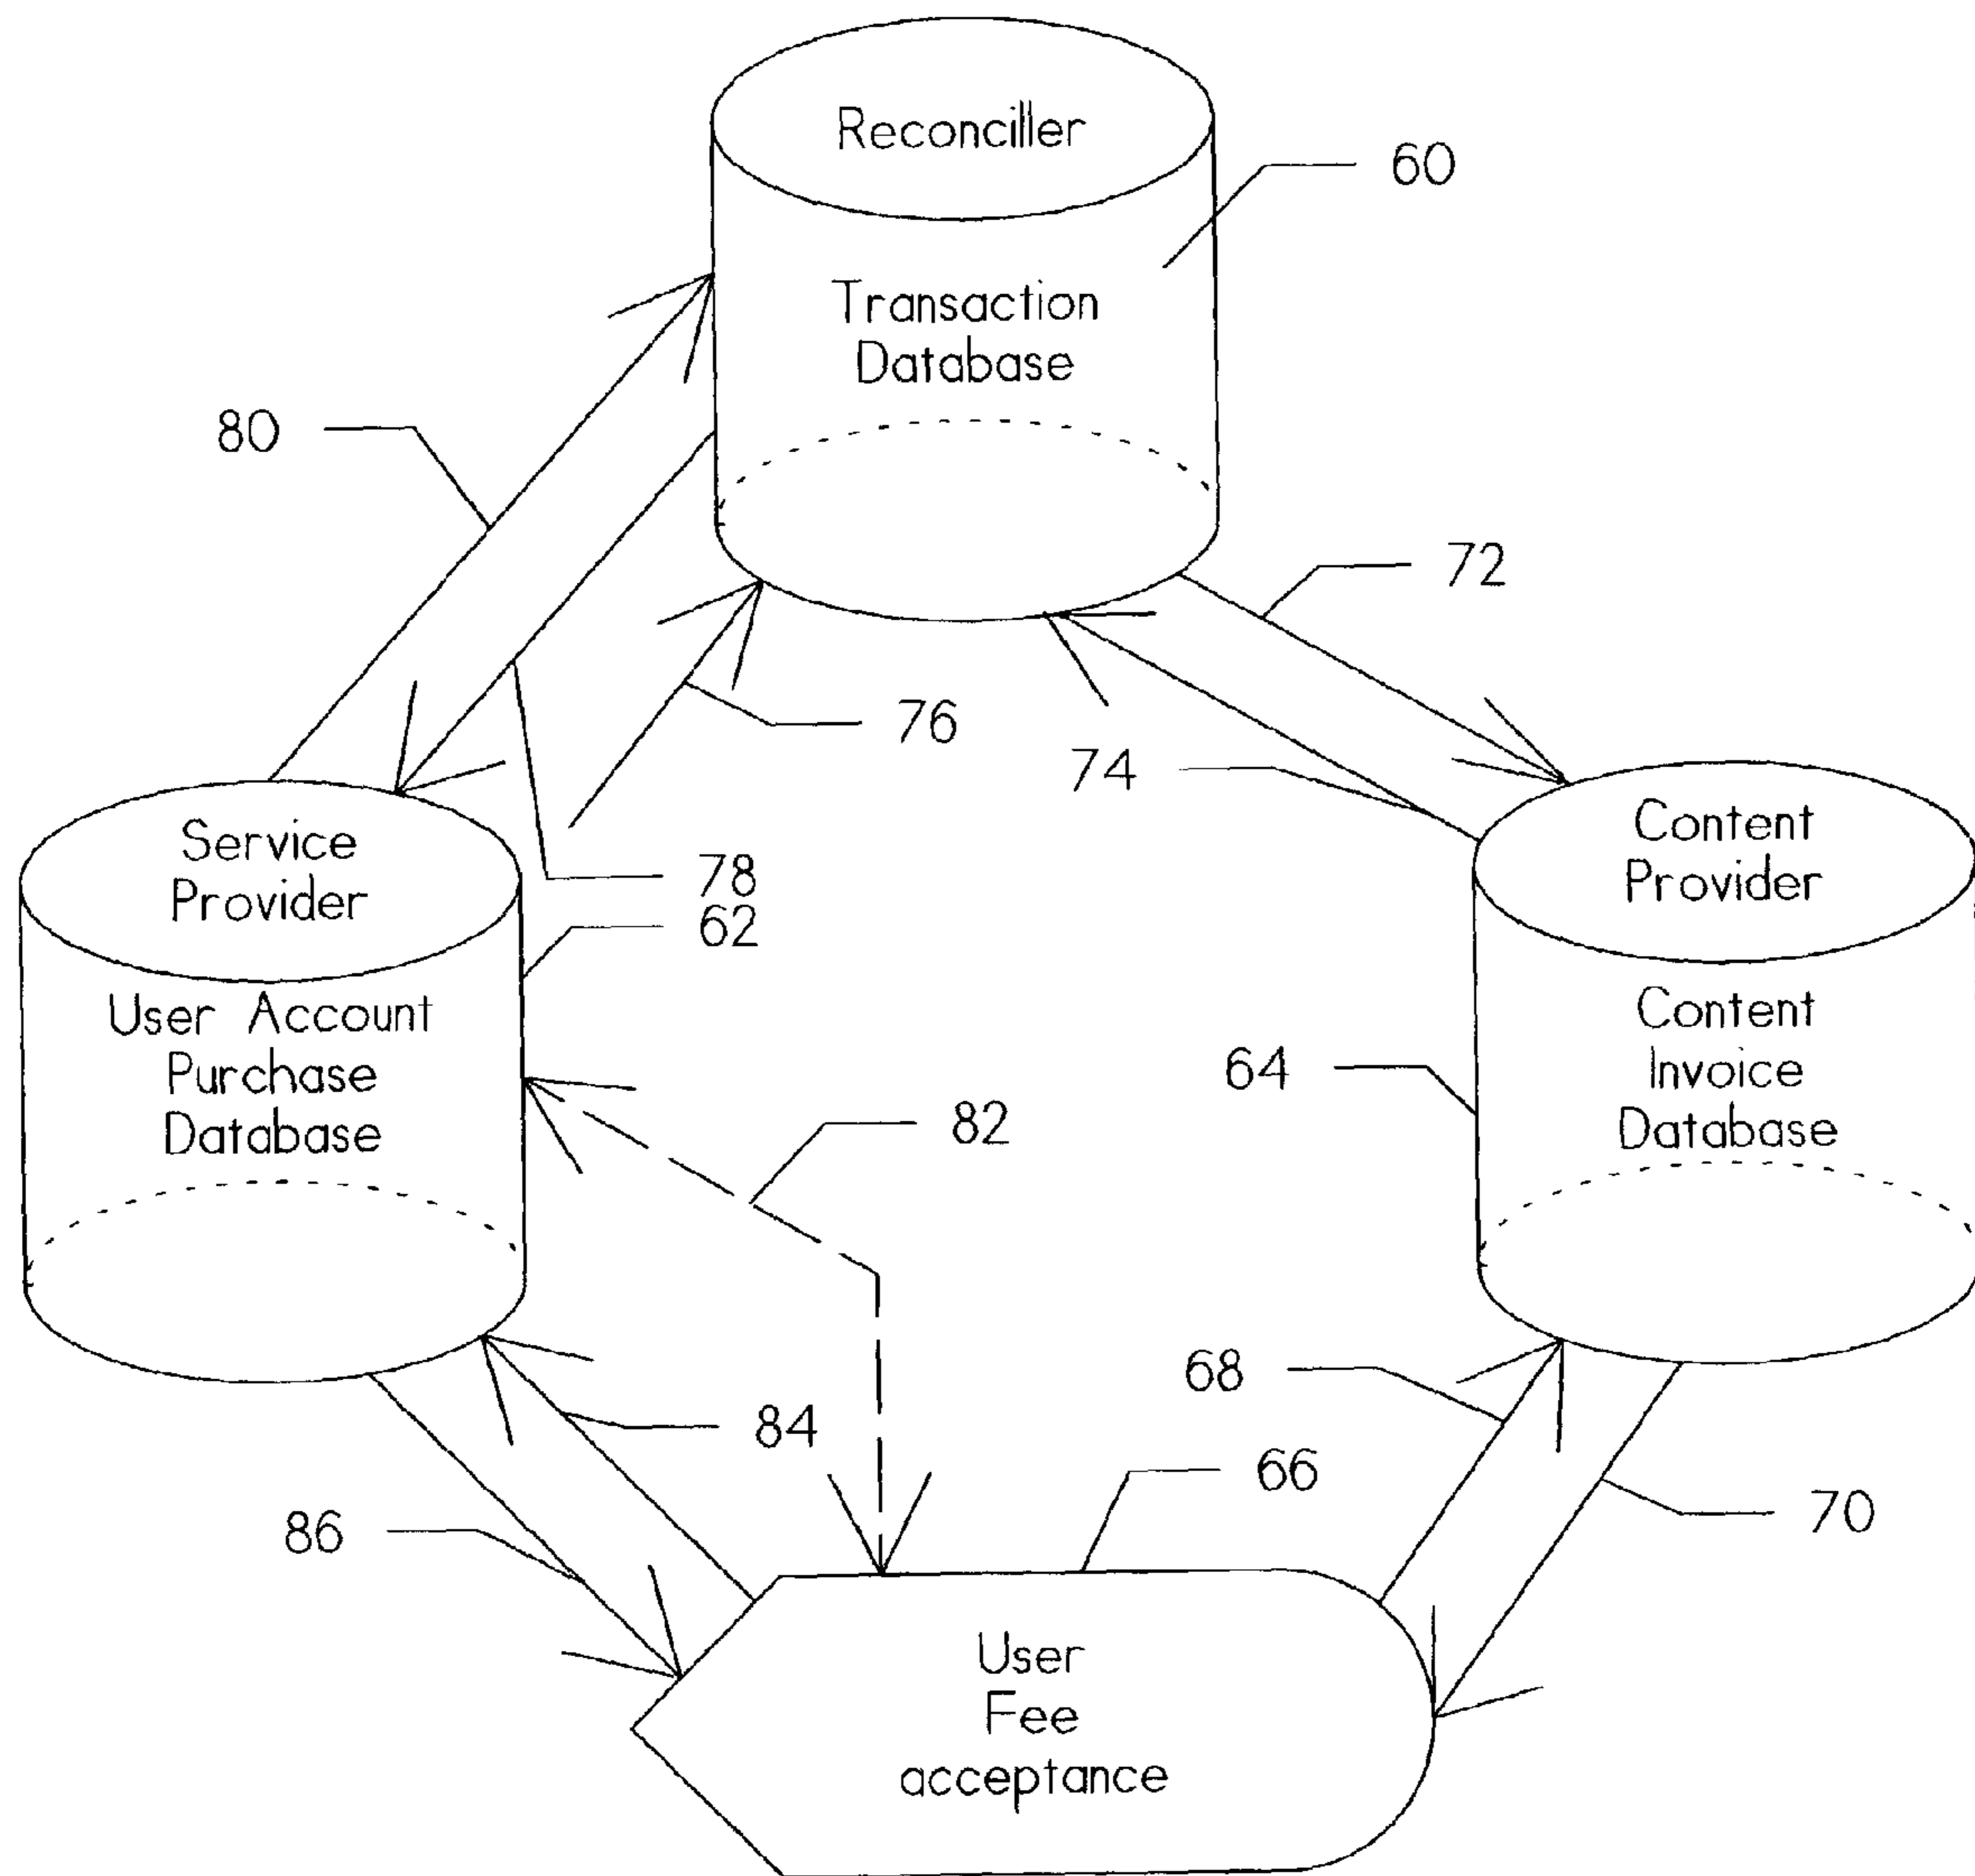 Reconciller
60
Transaction
Database
80
72
76
74
Service
Provider
78
62
Content
Provider
User Account
Purchase
Database
82
64
Content
Invoice
Database
68
84
66
86
70
User
Fee
acceptance